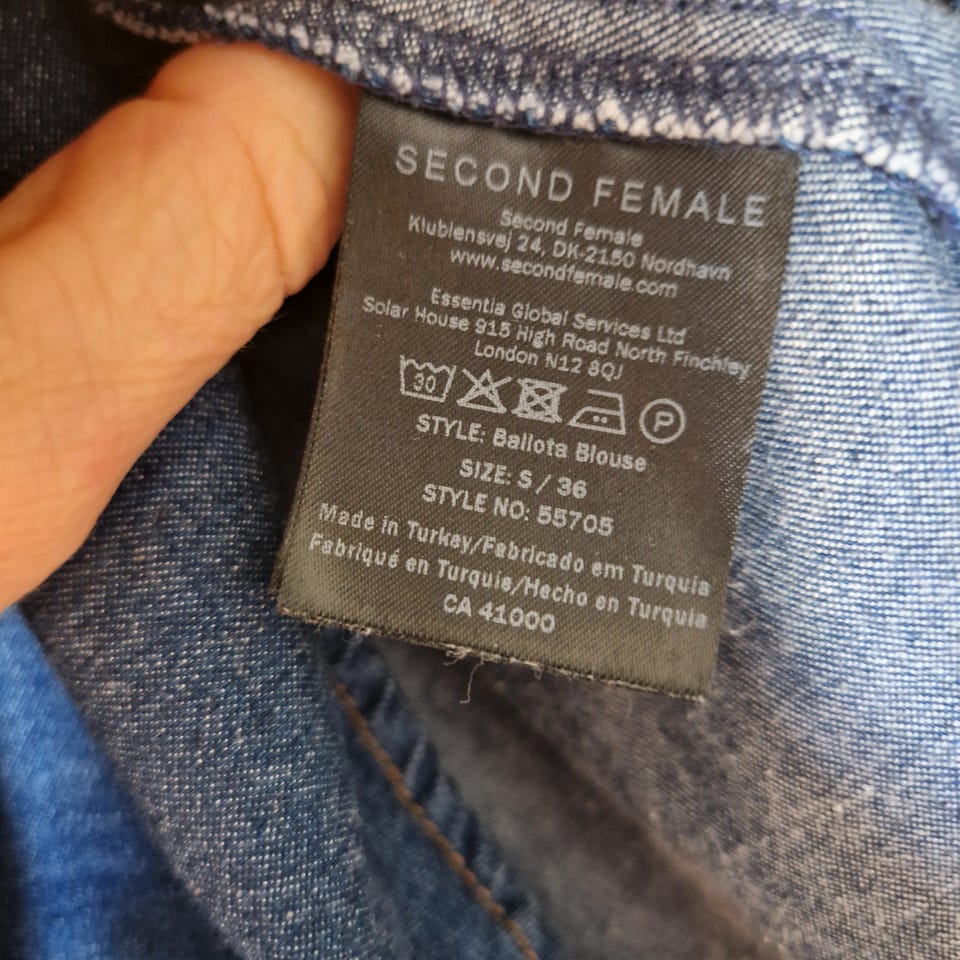 SECOND FEMALE
Second Female
Klubiensvej 24, DK-2150 Nordhavn
www.secondfemale.com
Essentia Global Services Ltd
Solar House 915 High Road North Finchley
London N12 8QJ
30 P
STYLE: Ballota Blouse
SIZE: S / 36
STYLE NO: 55705
Made in Turkey/Fabricado em Turquia
Fabriqué en Turquie/Hecho en Turquia
CA 41000